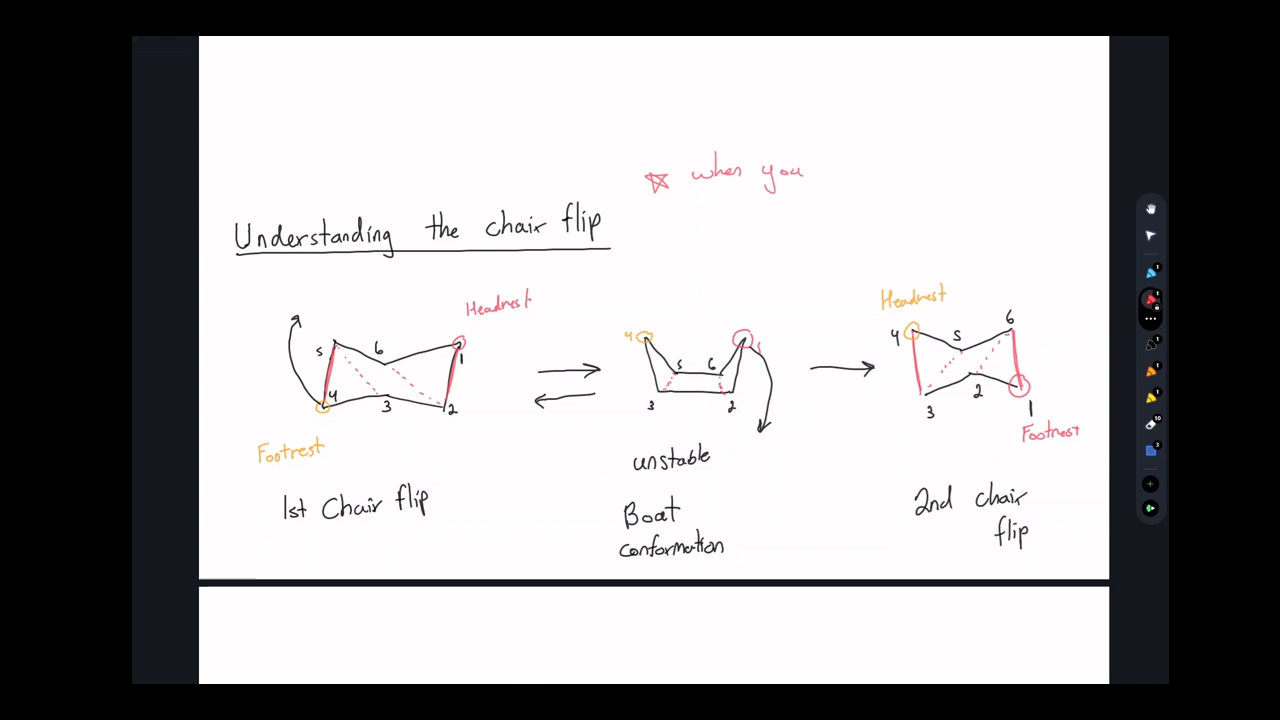 ☆ when you
Understanding the chair flip
Headrest
Headrest
5 6 1
4 3 2
Footrest
4 1
5 6
3 2
6
4 5
3 2 1
Footrest
unstable
1st Chair flip
Boat
conformation
2nd chair
flip